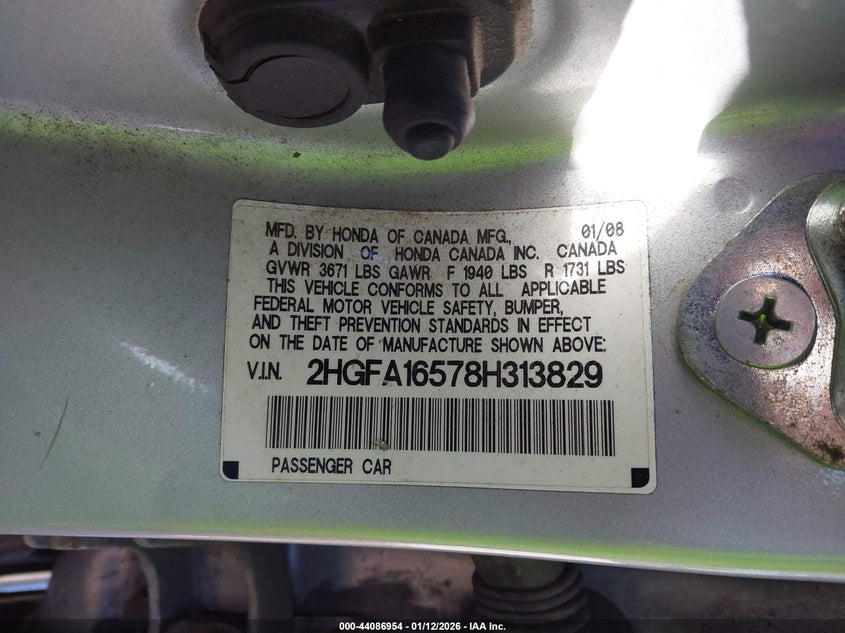 MFD. BY HONDA OF CANADA MFG., 01/08
A DIVISION OF HONDA CANADA INC. CANADA
GVWR 3671 LBS GAWR F 1940 LBS R 1731 LBS
THIS VEHICLE CONFORMS TO ALL APPLICABLE
FEDERAL MOTOR VEHICLE SAFETY, BUMPER,
AND THEFT PREVENTION STANDARDS IN EFFECT
ON THE DATE OF MANUFACTURE SHOWN ABOVE:
V.I.N. 2HGFA16578H313829
PASSENGER CAR
000-44086954 - 01/12/2026 - IAA Inc.